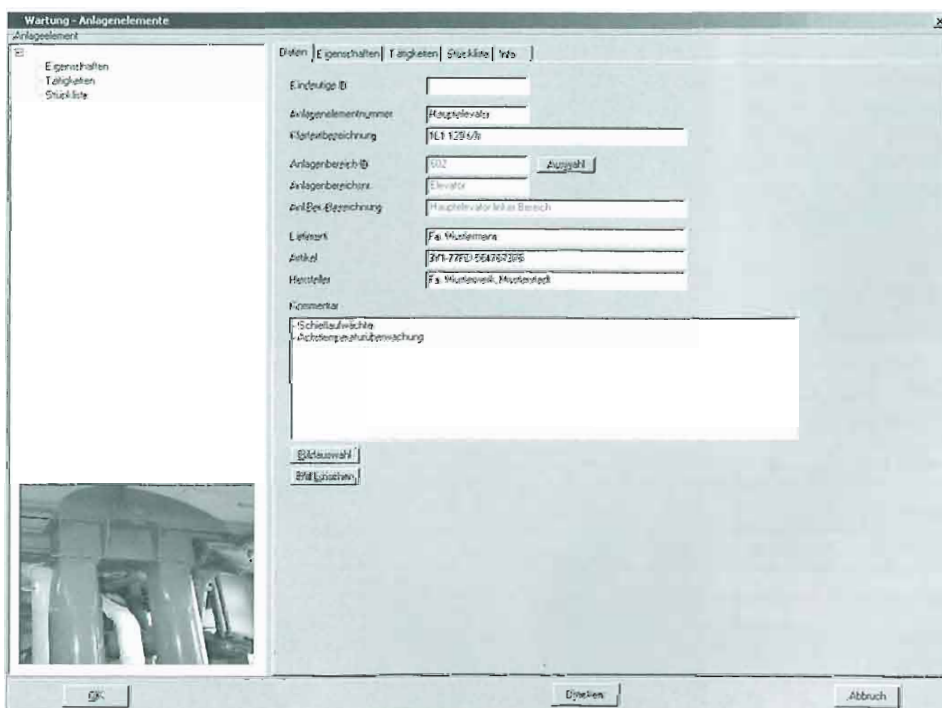 Wartung - Anlagenelemente
Anlageelement
Eigenschaften
Tätigkeiten
Stückliste
Daten Eigenschaften Tätigkeiten Stückliste Info
Eindeutige ID
Anlagenelementnummer Hauptelevator
Klartextbezeichnung
Anlagenbereich-ID 602 Auswahl
Anlagenbereichsnr. Elevator
Anl.Ber.-Bezeichnung Hauptelevator linker Bereich
Lieferant Fa. Mustermann
Artikel
Hersteller Fa. Musterwerk, Musterstadt
Kommentar
- Schieflaufwächter
- Achstemperaturüberwachung
Bildauswahl
Bild Löschen
OK Drucken Abbruch